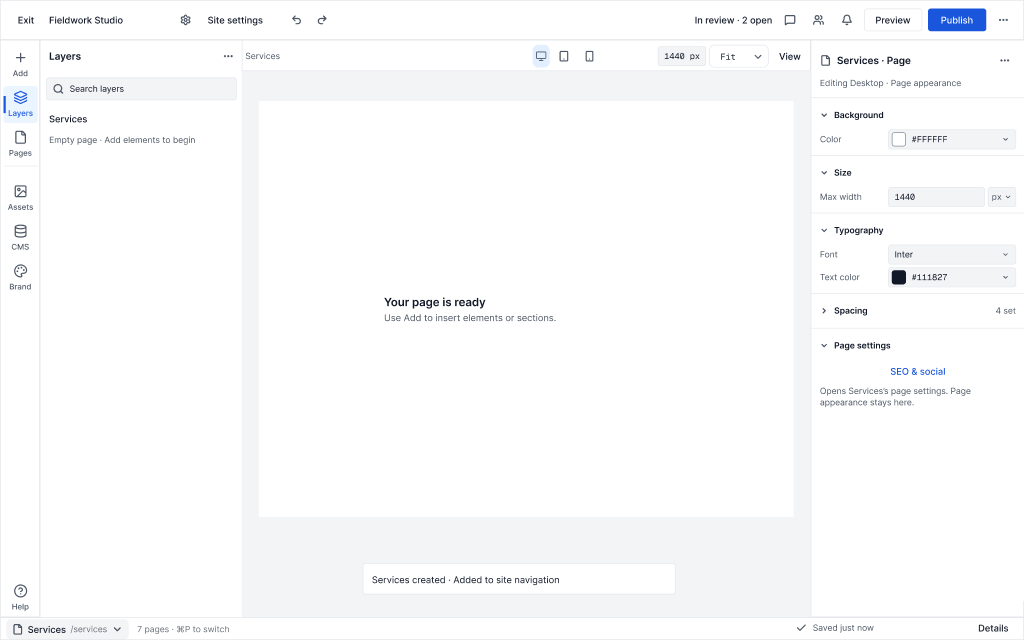 Exit Fieldwork Studio Site settings In review · 2 open Preview Publish
Add
Layers
Pages
Assets
CMS
Brand
Help
Layers
Search layers
Services
Empty page · Add elements to begin
Services 1440 px Fit View
Your page is ready
Use Add to insert elements or sections.
Services created · Added to site navigation
Services · Page
Editing Desktop · Page appearance
Background
Color #FFFFFF
Size
Max width 1440 px
Typography
Font Inter
Text color #111827
Spacing 4 set
Page settings
SEO & social
Opens Services's page settings. Page
appearance stays here.
Services /services 7 pages · ⌘P to switch Saved just now Details